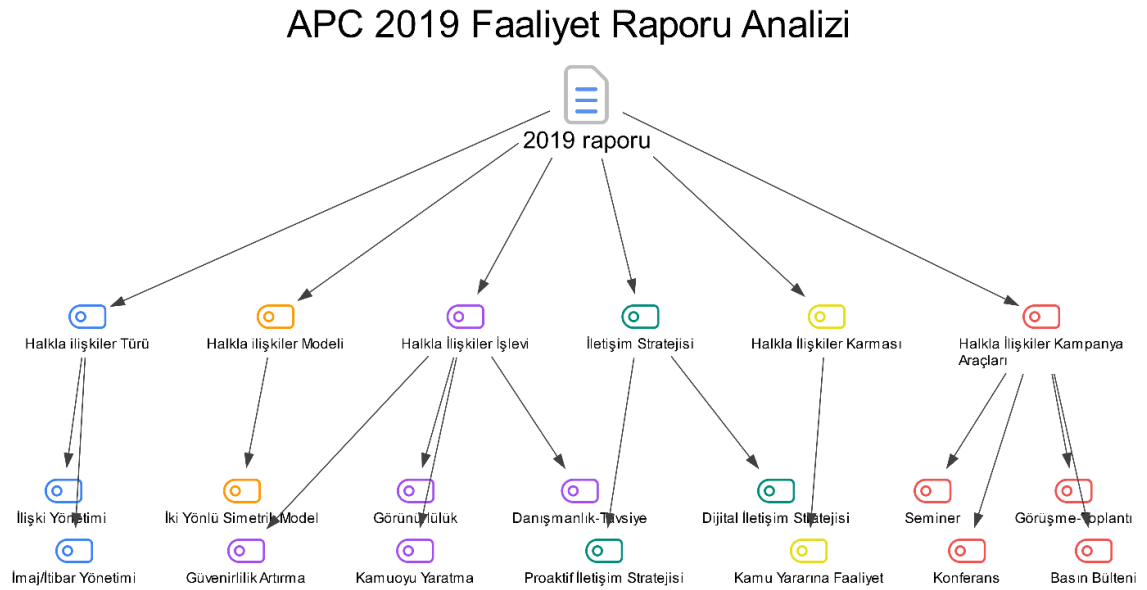 APC 2019 Faaliyet Raporu Analizi
2019 raporu
Halkla ilişkiler Türü
Halkla ilişkiler Modeli
Halkla İlişkiler İşlevi
İletişim Stratejisi
Halkla İlişkiler Karması
Halkla İlişkiler Kampanya
Araçları
İlişki Yönetimi
İki Yönlü Simetrik Model
Görünürlülük
Danışmanlık-Tavsiye
Dijital İletişim Stratejisi
Seminer
Görüşme-Toplantı
İmaj/İtibar Yönetimi
Güvenirlilik Artırma
Kamuoyu Yaratma
Proaktif İletişim Stratejisi
Kamu Yararına Faaliyet
Konferans
Basın Bülteni